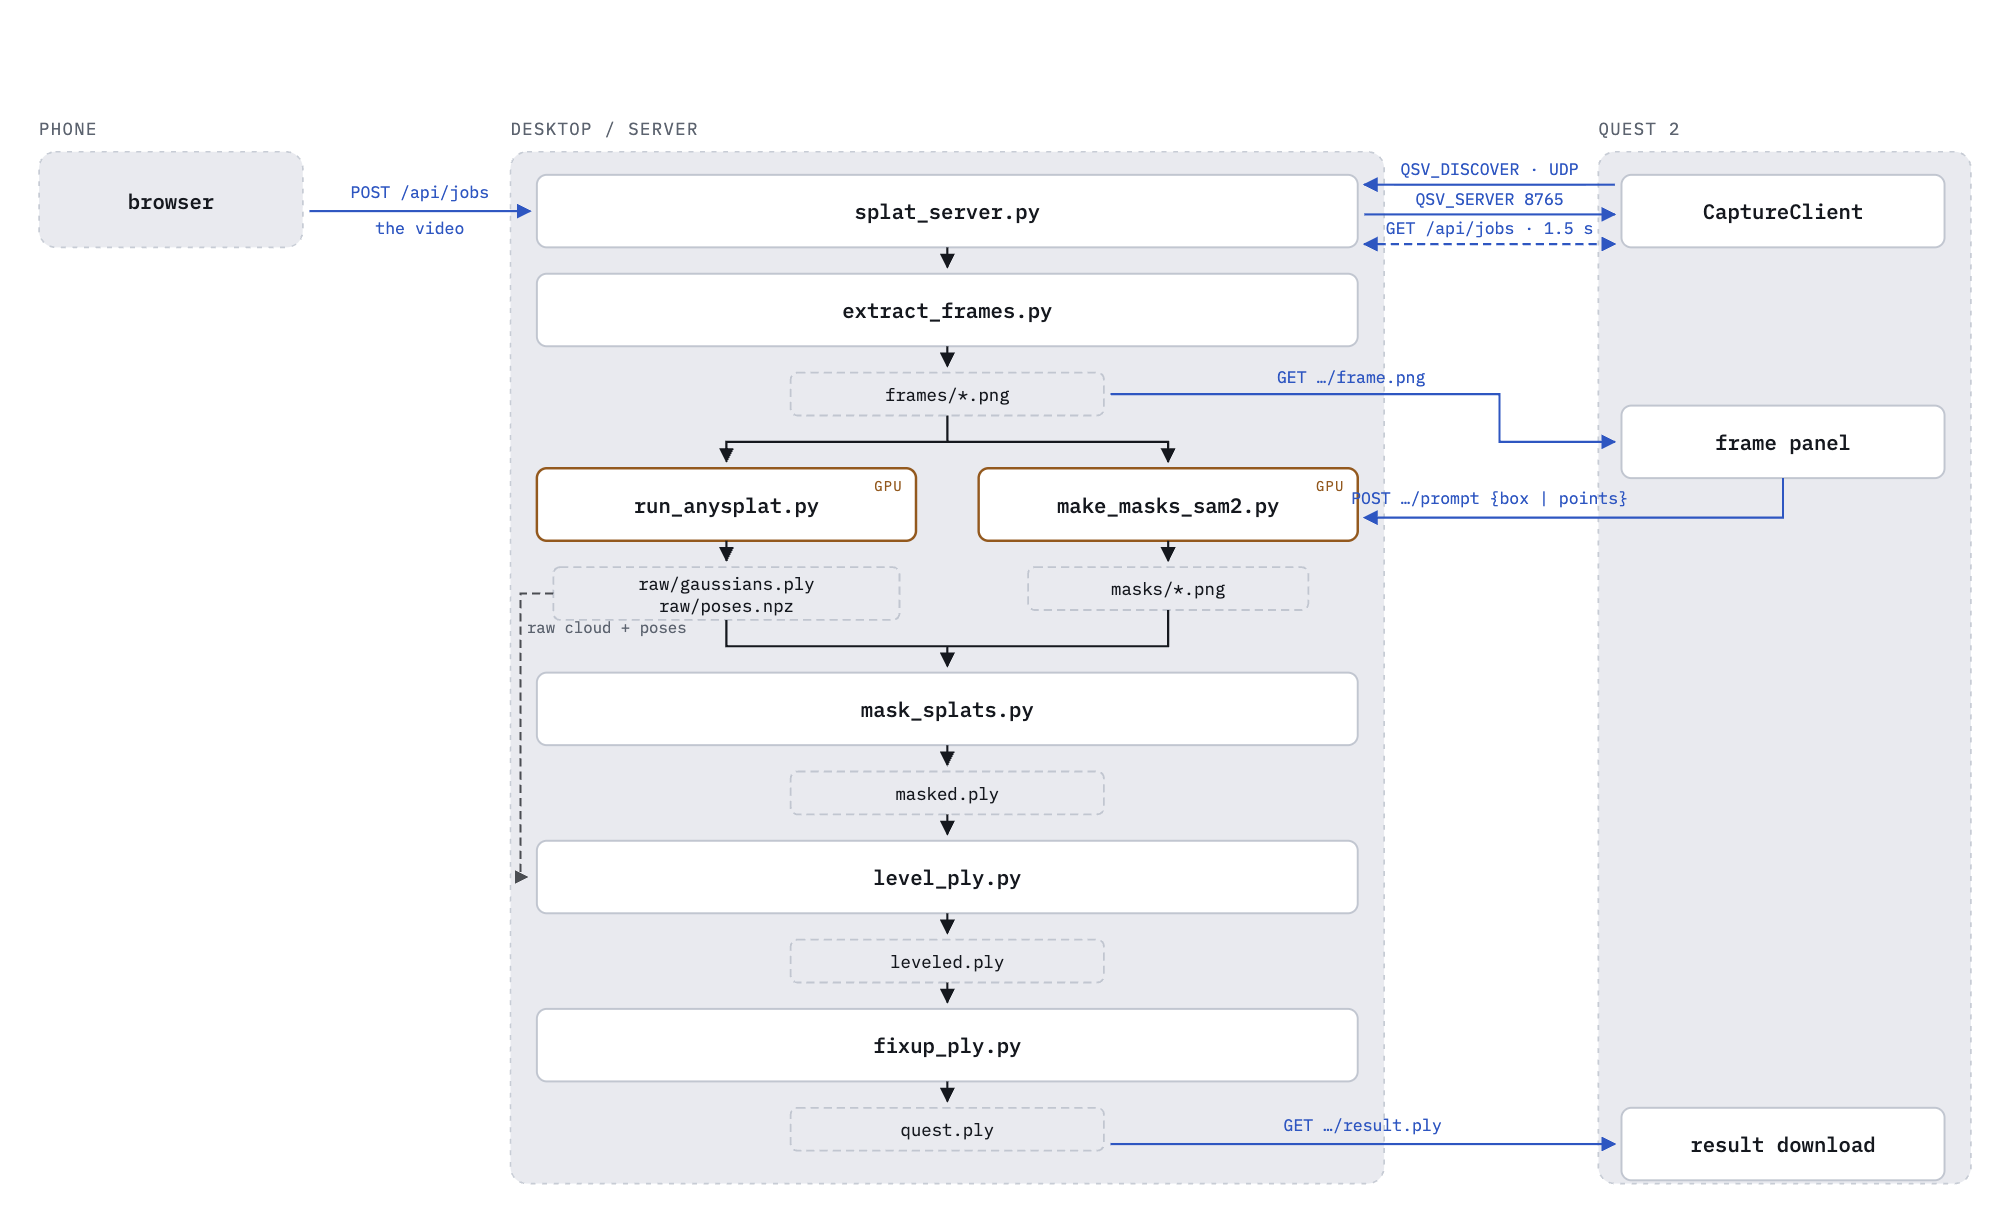 PHONE
DESKTOP / SERVER
QUEST 2
browser
POST /api/jobs
the video
splat_server.py
QSV_DISCOVER · UDP
QSV_SERVER 8765
GET /api/jobs · 1.5 s
CaptureClient
extract_frames.py
frames/*.png
GET …/frame.png
frame panel
GPU
run_anysplat.py
GPU
make_masks_sam2.py
POST …/prompt {box | points}
raw/gaussians.ply
raw/poses.npz
masks/*.png
raw cloud + poses
mask_splats.py
masked.ply
level_ply.py
leveled.ply
fixup_ply.py
quest.ply
GET …/result.ply
result download